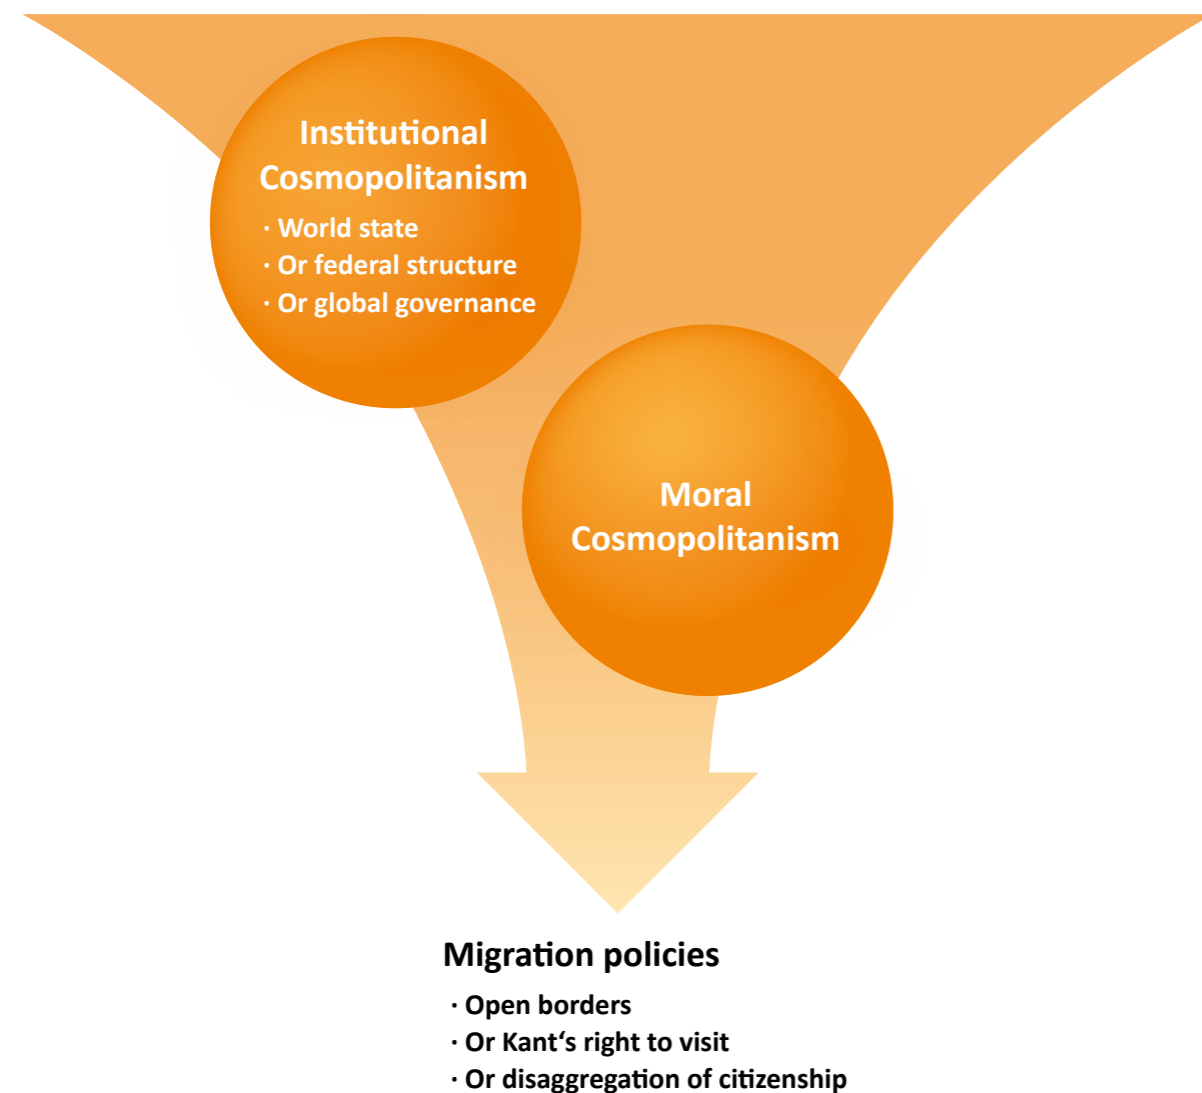 Institutional
Cosmopolitanism
· World state
· Or federal structure
· Or global governance
Moral
Cosmopolitanism
Migration policies
· Open borders
· Or Kant‘s right to visit
· Or disaggregation of citizenship